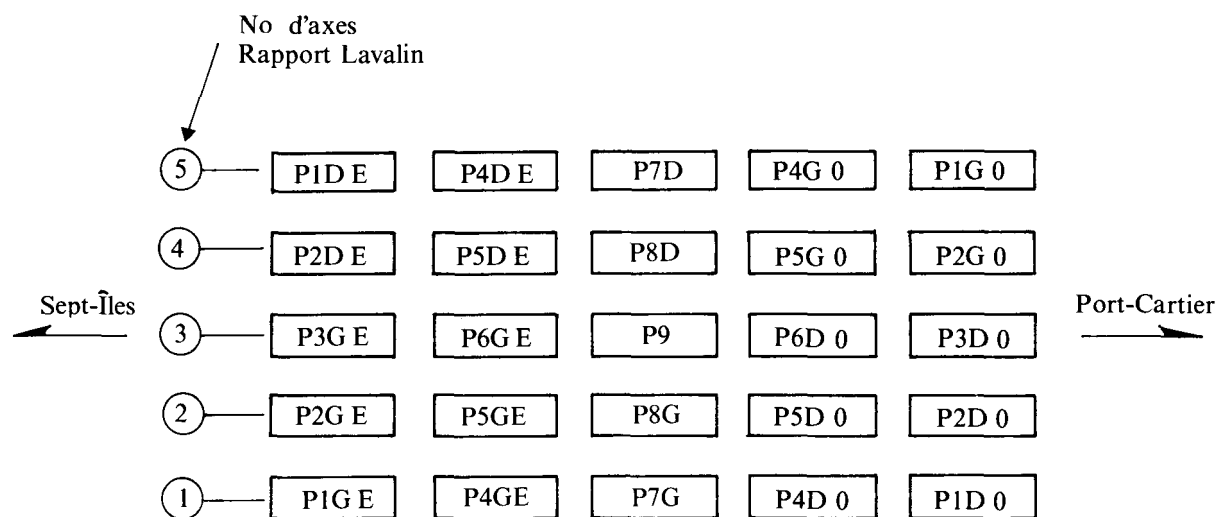 No d'axes
Rapport Lavalin
5 P1D E P4D E P7D P4G 0 P1G 0
4 P2D E P5D E P8D P5G 0 P2G 0
Sept-Îles
Port-Cartier
3 P3G E P6G E P9 P6D 0 P3D 0
2 P2G E P5GE P8G P5D 0 P2D 0
1 P1G E P4GE P7G P4D 0 P1D 0